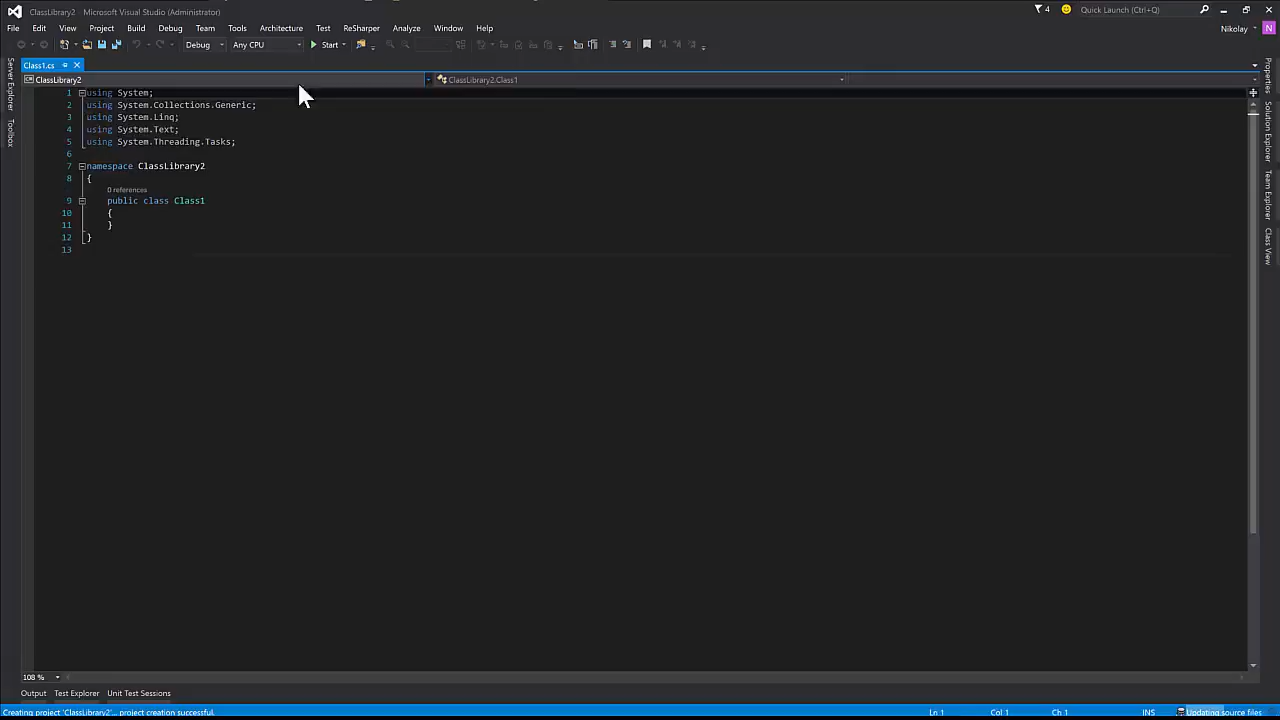 ClassLibrary2 - Microsoft Visual Studio (Administrator)
4
Quick Launch (Ctrl+Q)
File Edit View Project Build Debug Team Tools Architecture Test ReSharper Analyze Window Help
Nikolay N
Debug Any CPU Start
Class1.cs
ClassLibrary2 ClassLibrary2.Class1
Server Explorer
Toolbox
1 using System;
2 using System.Collections.Generic;
3 using System.Linq;
4 using System.Text;
5 using System.Threading.Tasks;
6
7 namespace ClassLibrary2
8 {
0 references
9 public class Class1
10 {
11 }
12 }
13
Properties
Solution Explorer
Team Explorer
Class View
108 %
Output Test Explorer Unit Test Sessions
Creating project 'ClassLibrary2'... project creation successful. Ln 1 Col 1 Ch 1 INS Updating source files